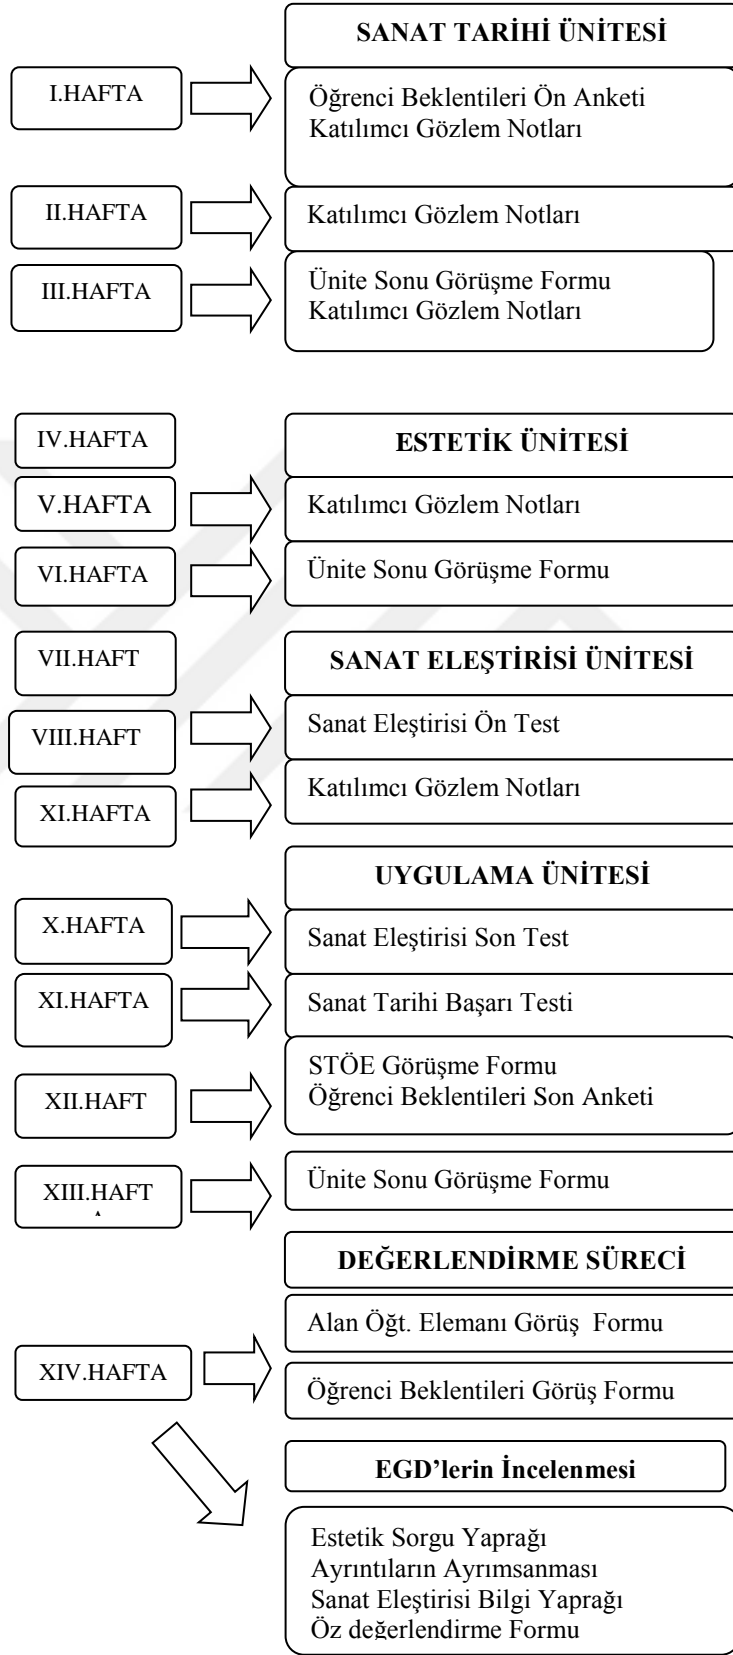 SANAT TARİHİ ÜNİTESİ
I.HAFTA
Öğrenci Beklentileri Ön Anketi
Katılımcı Gözlem Notları
II.HAFTA
Katılımcı Gözlem Notları
III.HAFTA
Ünite Sonu Görüşme Formu
Katılımcı Gözlem Notları
IV.HAFTA
ESTETİK ÜNİTESİ
V.HAFTA
Katılımcı Gözlem Notları
VI.HAFTA
Ünite Sonu Görüşme Formu
VII.HAFT
SANAT ELEŞTİRİSİ ÜNİTESİ
VIII.HAFT
Sanat Eleştirisi Ön Test
XI.HAFTA
Katılımcı Gözlem Notları
UYGULAMA ÜNİTESİ
X.HAFTA
Sanat Eleştirisi Son Test
XI.HAFTA
Sanat Tarihi Başarı Testi
XII.HAFT
STÖE Görüşme Formu
Öğrenci Beklentileri Son Anketi
XIII.HAFT
Ünite Sonu Görüşme Formu
DEĞERLENDİRME SÜRECİ
XIV.HAFTA
Alan Öğt. Elemanı Görüş Formu
Öğrenci Beklentileri Görüş Formu
EGD’lerin İncelenmesi
Estetik Sorgu Yaprağı
Ayrıntıların Ayrımsanması
Sanat Eleştirisi Bilgi Yaprağı
Öz değerlendirme Formu